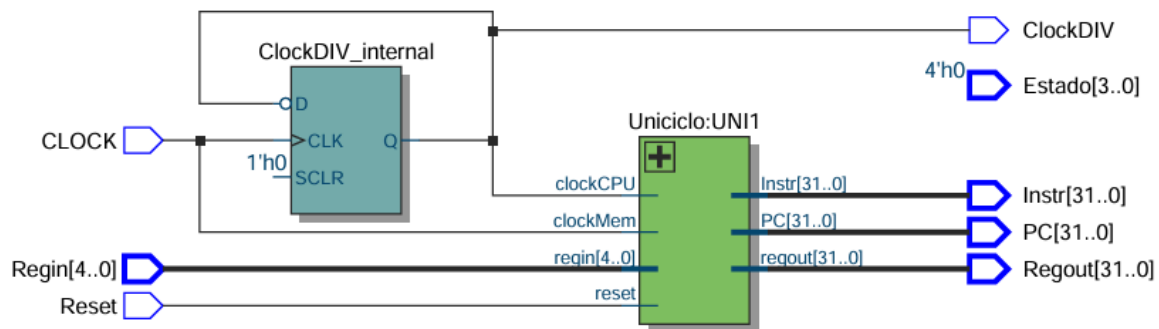 ClockDIV_internal
ClockDIV
4'h0
Estado[3..0]
D
CLOCK
CLK
Q
1'h0
SCLR
Uniciclo:UNI1
clockCPU
Instr[31..0]
Instr[31..0]
clockMem
PC[31..0]
PC[31..0]
Regin[4..0]
regin[4..0]
regout[31..0]
Regout[31..0]
Reset
reset